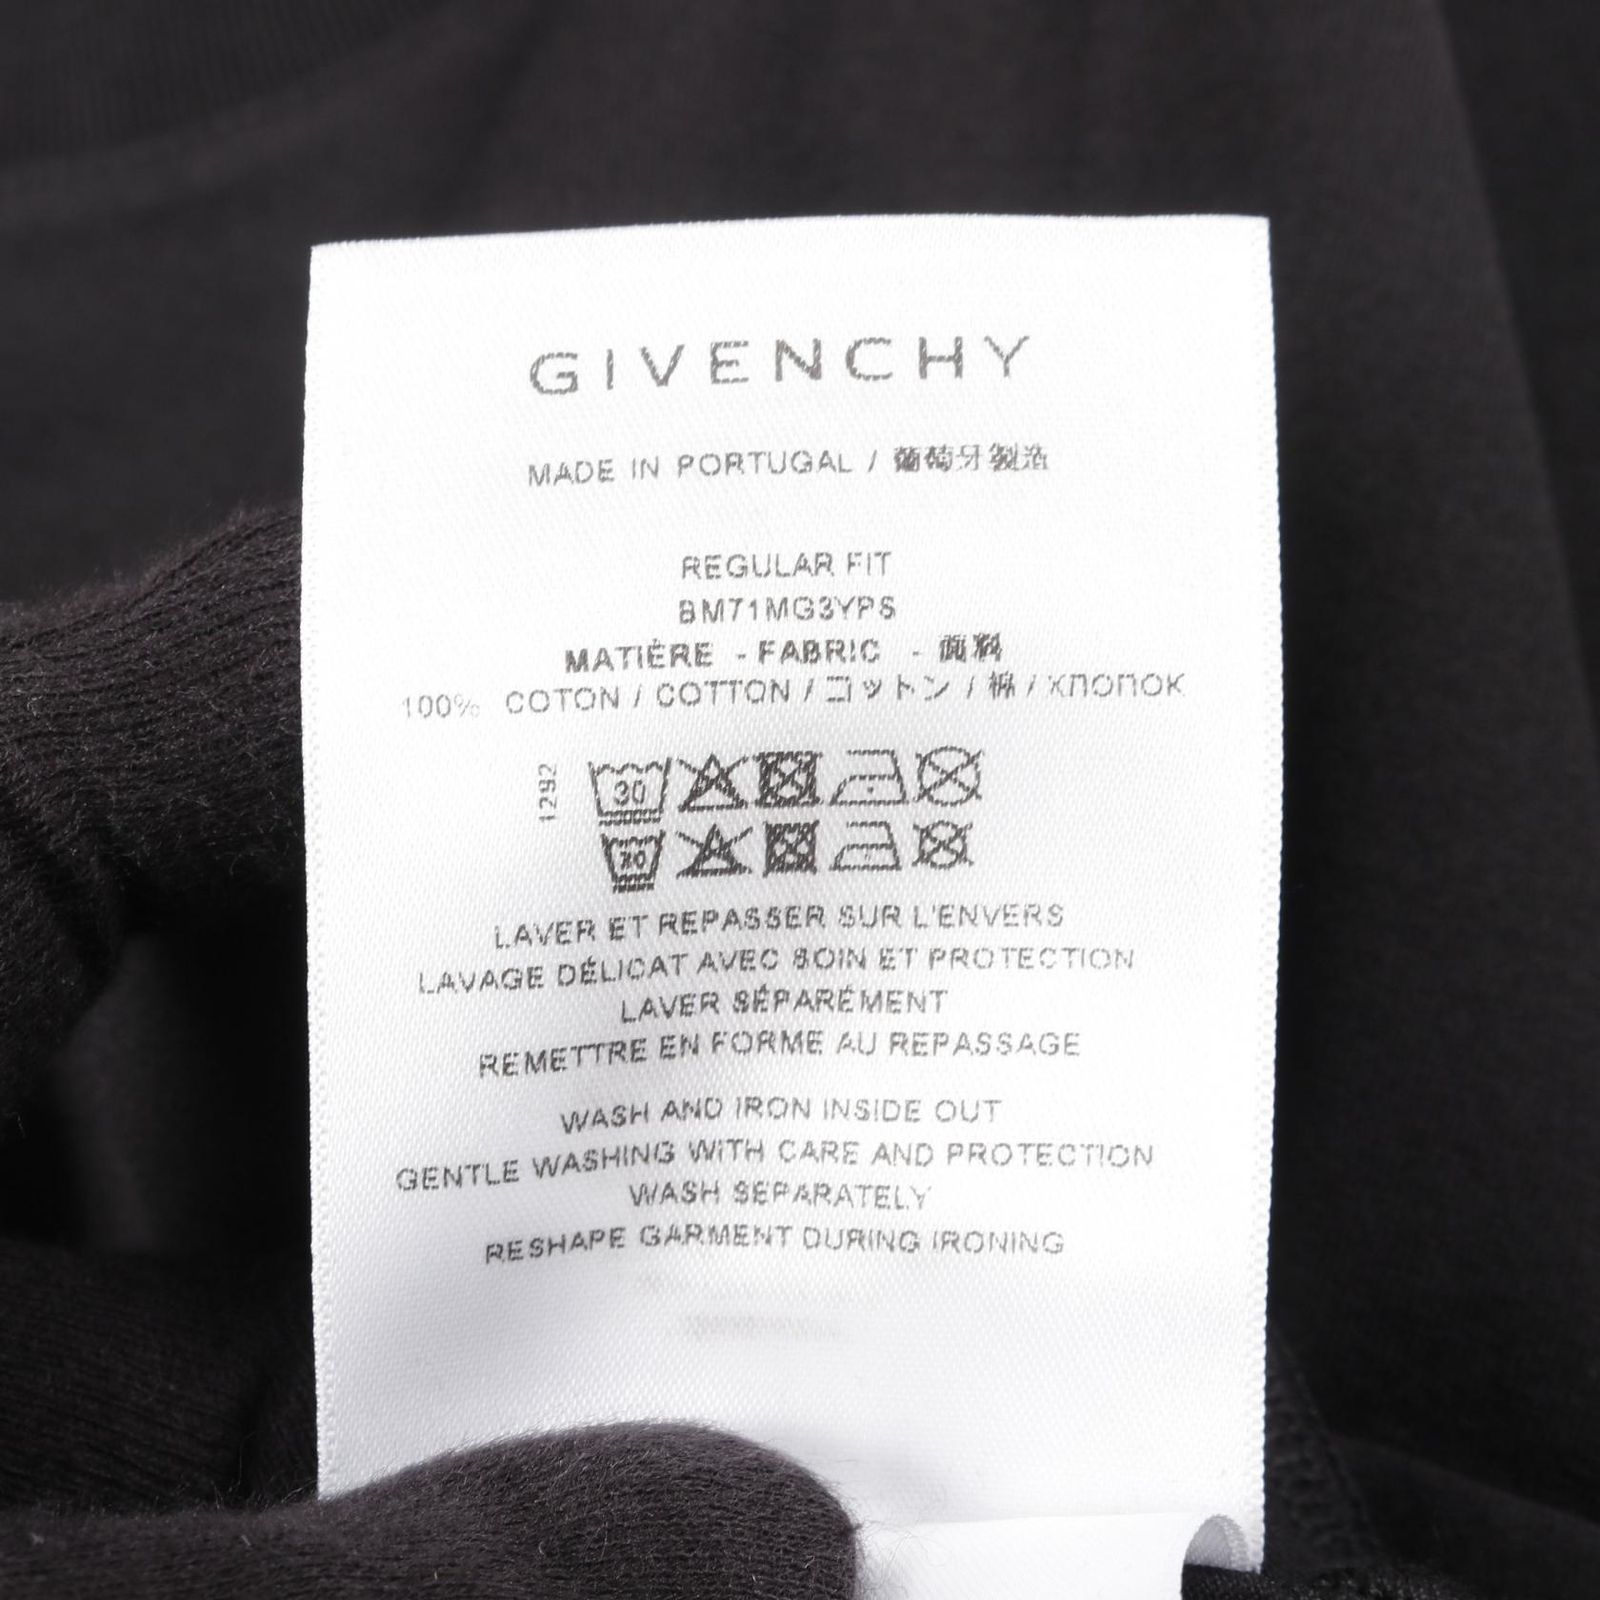 GIVENCHY
MADE IN PORTUGAL / 葡萄牙製造
REGULAR FIT
BM71MG3YPS
MATIÈRE - FABRIC - 面料
100% COTON / COTTON / コットン / 棉 / ХЛОПОК
1292
30
30
LAVER ET REPASSER SUR L'ENVERS
LAVAGE DÉLICAT AVEC SOIN ET PROTECTION
LAVER SÉPARÉMENT
REMETTRE EN FORME AU REPASSAGE
WASH AND IRON INSIDE OUT
GENTLE WASHING WITH CARE AND PROTECTION
WASH SEPARATELY
RESHAPE GARMENT DURING IRONING